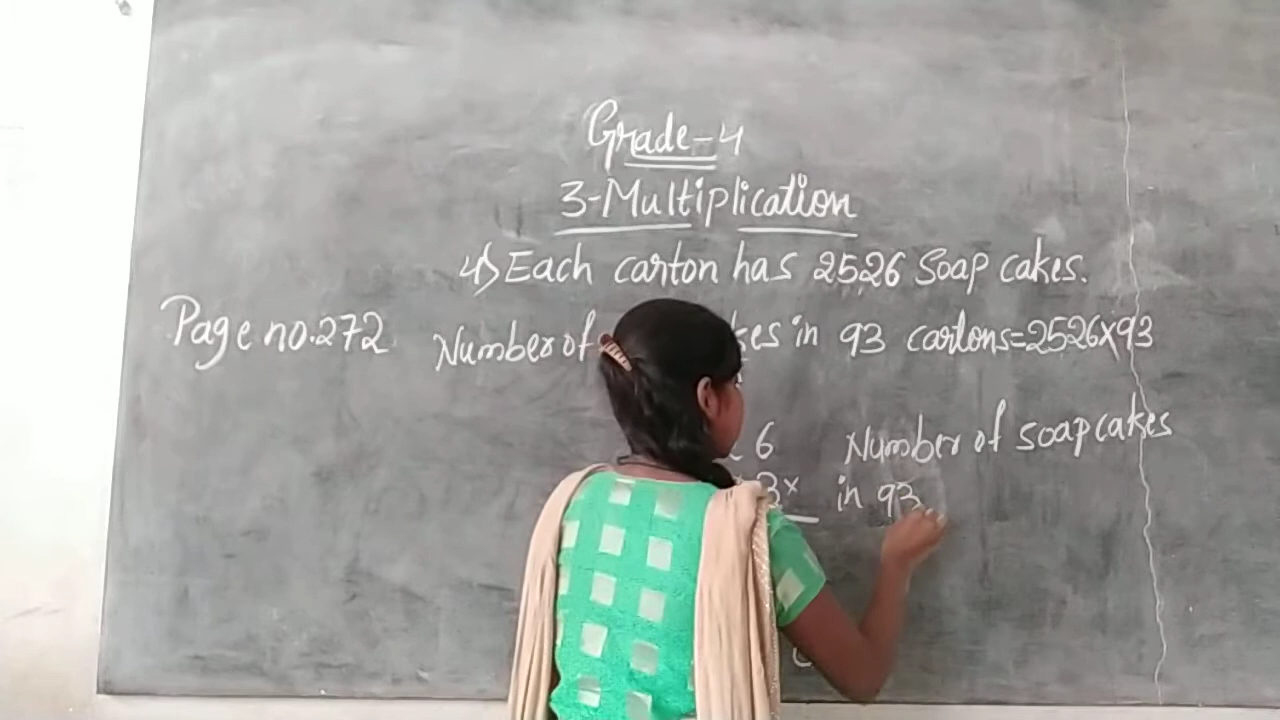 Grade-4
3-Multiplication
4) Each carton has 2526 Soap cakes.
Page no.272
Number of kes in 93 cartons=2526x93
6 Number of soapcakes
3x in 93